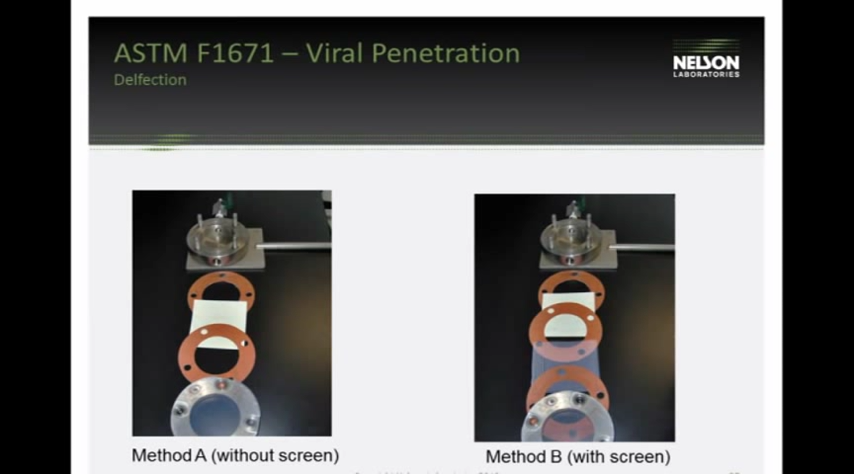 ASTM F1671 – Viral Penetration
Delfection
NELSON
LABORATORIES
Method A (without screen)
Method B (with screen)